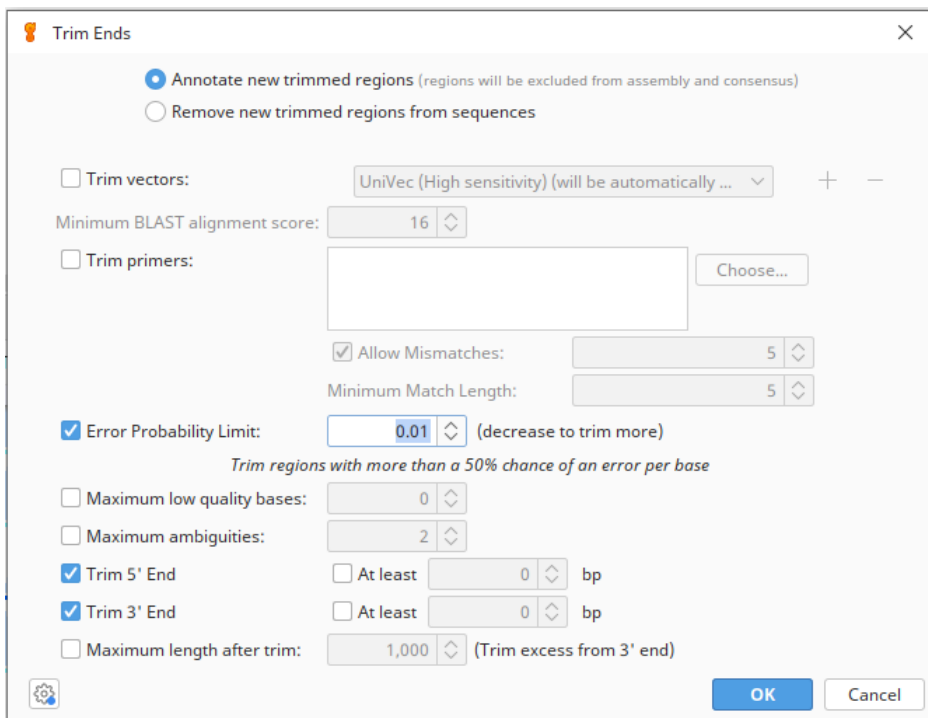 Trim Ends
Annotate new trimmed regions (regions will be excluded from assembly and consensus)
Remove new trimmed regions from sequences
Trim vectors: UniVec (High sensitivity) (will be automatically ...
Minimum BLAST alignment score: 16
Trim primers: Choose...
Allow Mismatches: 5
Minimum Match Length: 5
Error Probability Limit: 0.01 (decrease to trim more)
Trim regions with more than a 50% chance of an error per base
Maximum low quality bases: 0
Maximum ambiguities: 2
Trim 5' End At least 0 bp
Trim 3' End At least 0 bp
Maximum length after trim: 1,000 (Trim excess from 3' end)
OK Cancel